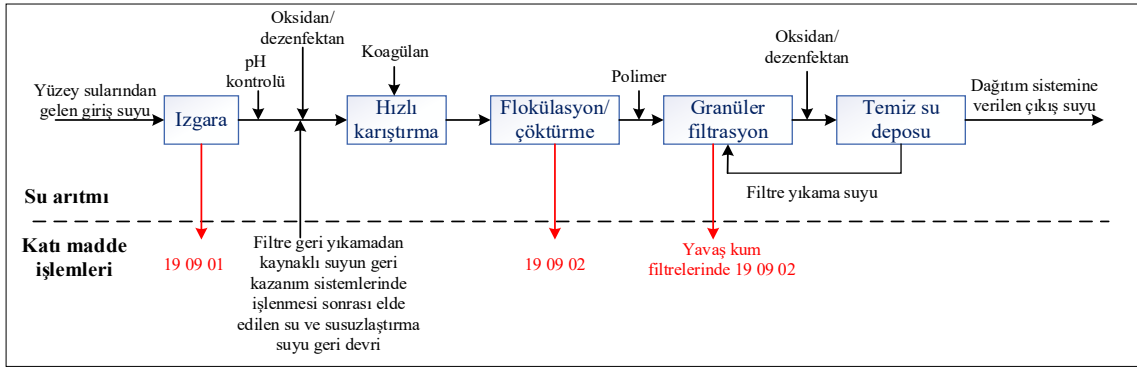 Oksidan/
dezenfektan
pH
kontrolü
Koagülan
Polimer
Oksidan/
dezenfektan
Yüzey sularından
gelen giriş suyu
Izgara
Hızlı
karıştırma
Flokülasyon/
çöktürme
Granüler
filtrasyon
Temiz su
deposu
Dağıtım sistemine
verilen çıkış suyu
Filtre yıkama suyu
Su arıtmı
Katı madde
işlemleri
19 09 01
Filtre geri yıkamadan
kaynaklı suyun geri
kazanım sistemlerinde
işlenmesi sonrası elde
edilen su ve susuzlaştırma
suyu geri devri
19 09 02
Yavaş kum
filtrelerinde 19 09 02